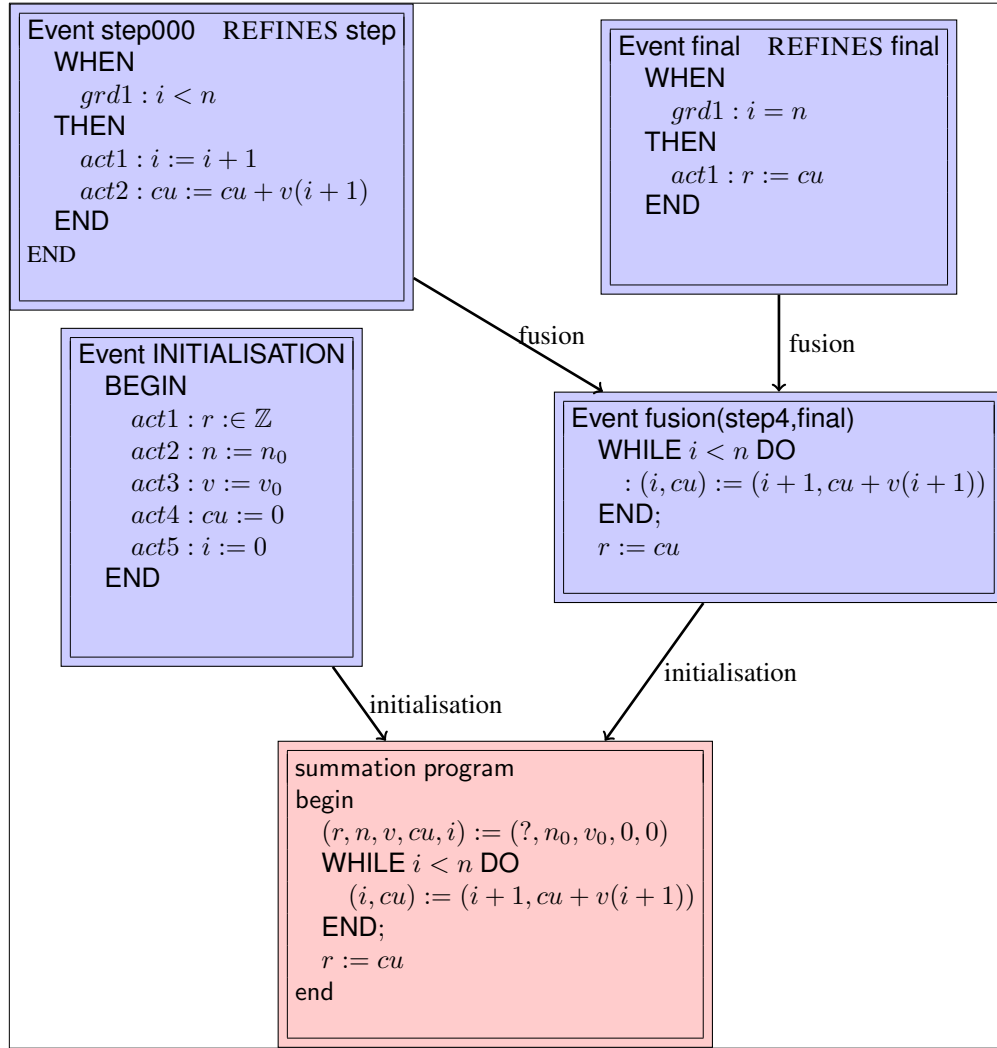 Event step000 REFINES step
WHEN
grd1 : i < n
THEN
act1 : i := i + 1
act2 : cu := cu + v(i + 1)
END
END
Event final REFINES final
WHEN
grd1 : i = n
THEN
act1 : r := cu
END
fusion
fusion
Event INITIALISATION
BEGIN
act1 : r :∈ ℤ
act2 : n := n₀
act3 : v := v₀
act4 : cu := 0
act5 : i := 0
END
Event fusion(step4,final)
WHILE i < n DO
: (i, cu) := (i + 1, cu + v(i + 1))
END;
r := cu
initialisation
initialisation
summation program
begin
(r, n, v, cu, i) := (?, n₀, v₀, 0, 0)
WHILE i < n DO
(i, cu) := (i + 1, cu + v(i + 1))
END;
r := cu
end